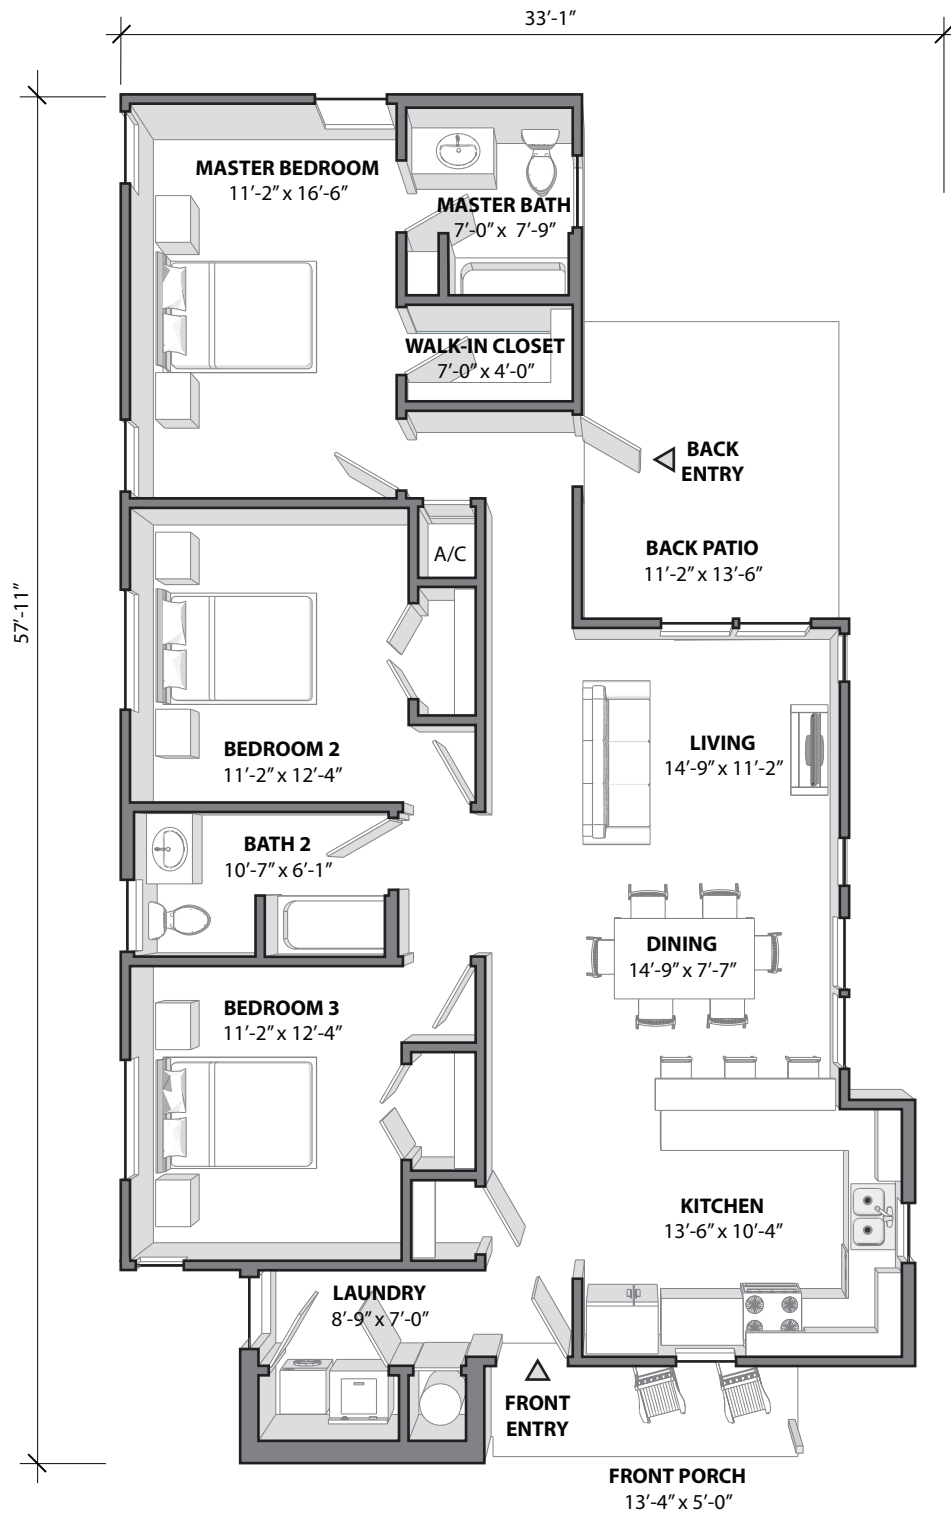 33′-1″
MASTER BEDROOM
11′-2″ x 16′-6″
MASTER BATH
7′-0″ x 7′-9″
WALK-IN CLOSET
7′-0″ x 4′-0″
BACK
ENTRY
A/C
BACK PATIO
11′-2″ x 13′-6″
57′-11″
BEDROOM 2
11′-2″ x 12′-4″
LIVING
14′-9″ x 11′-2″
BATH 2
10′-7″ x 6′-1″
DINING
14′-9″ x 7′-7″
BEDROOM 3
11′-2″ x 12′-4″
KITCHEN
13′-6″ x 10′-4″
LAUNDRY
8′-9″ x 7′-0″
FRONT
ENTRY
FRONT PORCH
13′-4″ x 5′-0″